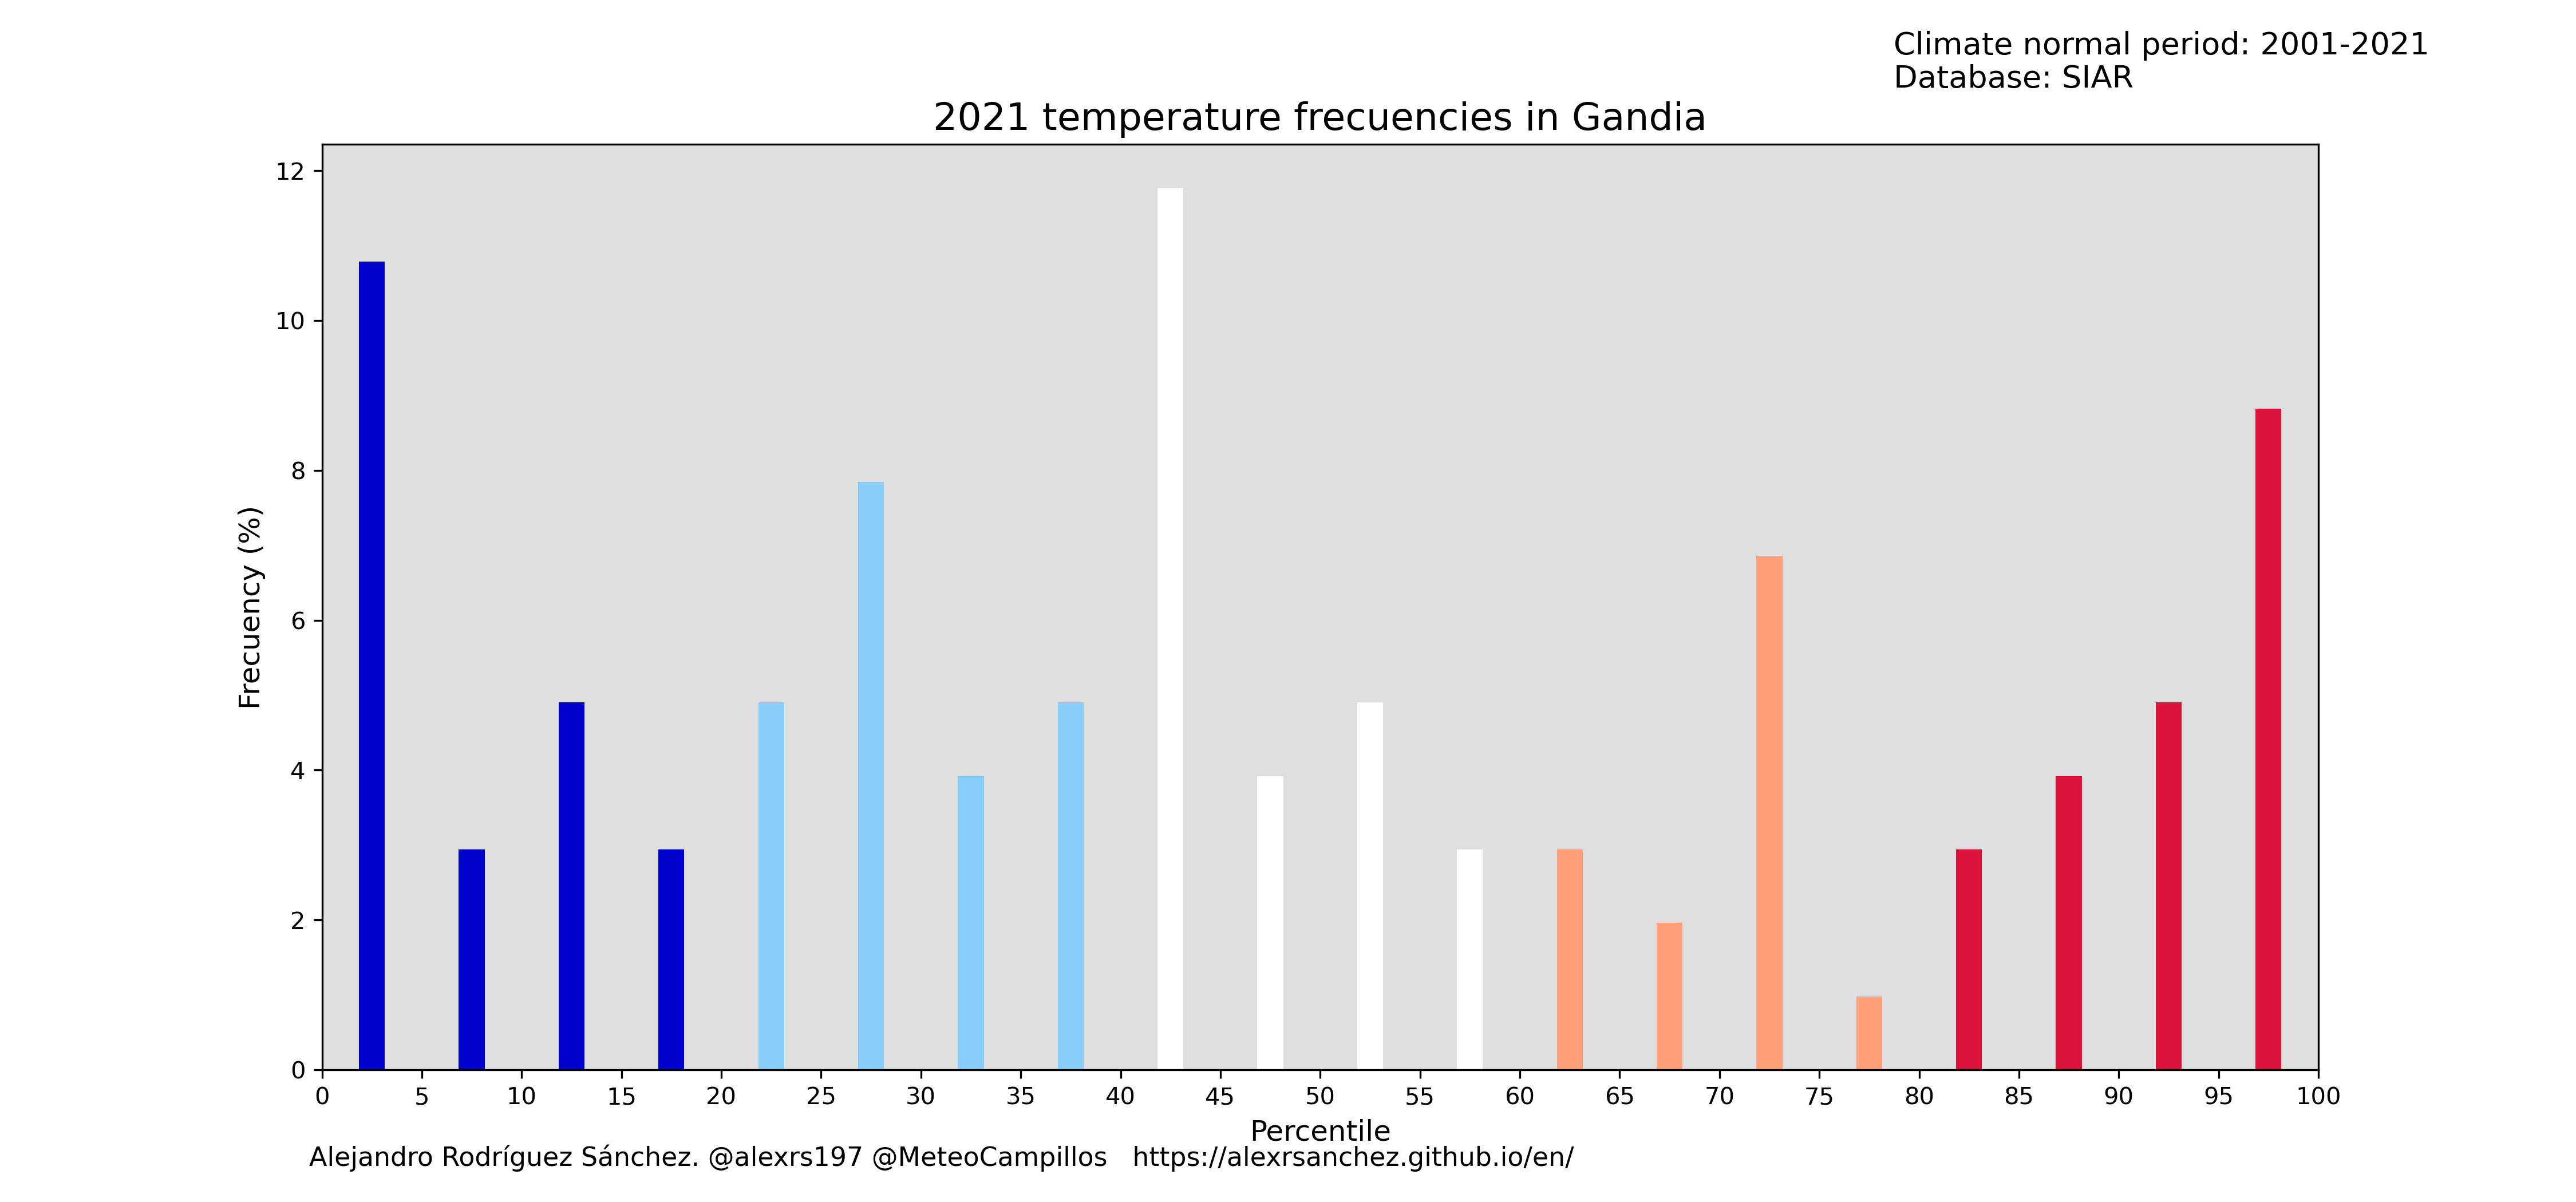 Climate normal period: 2001-2021
Database: SIAR
2021 temperature frecuencies in Gandia
Frecuency (%)
12
10
8
6
4
2
0
0 5 10 15 20 25 30 35 40 45 50 55 60 65 70 75 80 85 90 95 100
Percentile
Alejandro Rodríguez Sánchez. @alexrs197 @MeteoCampillos https://alexrsanchez.github.io/en/